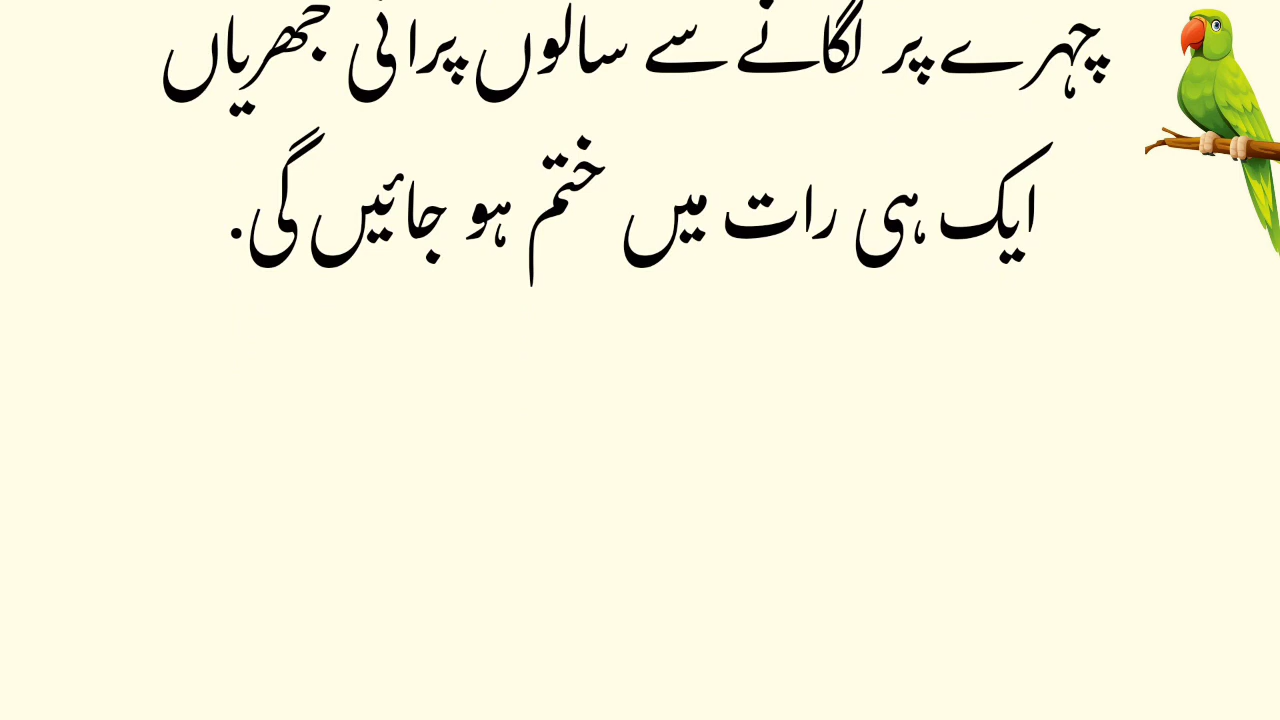 چہرے پر لگانے سے سالوں پرانی جھریاں
ایک ہی رات میں ختم ہو جائیں گی.